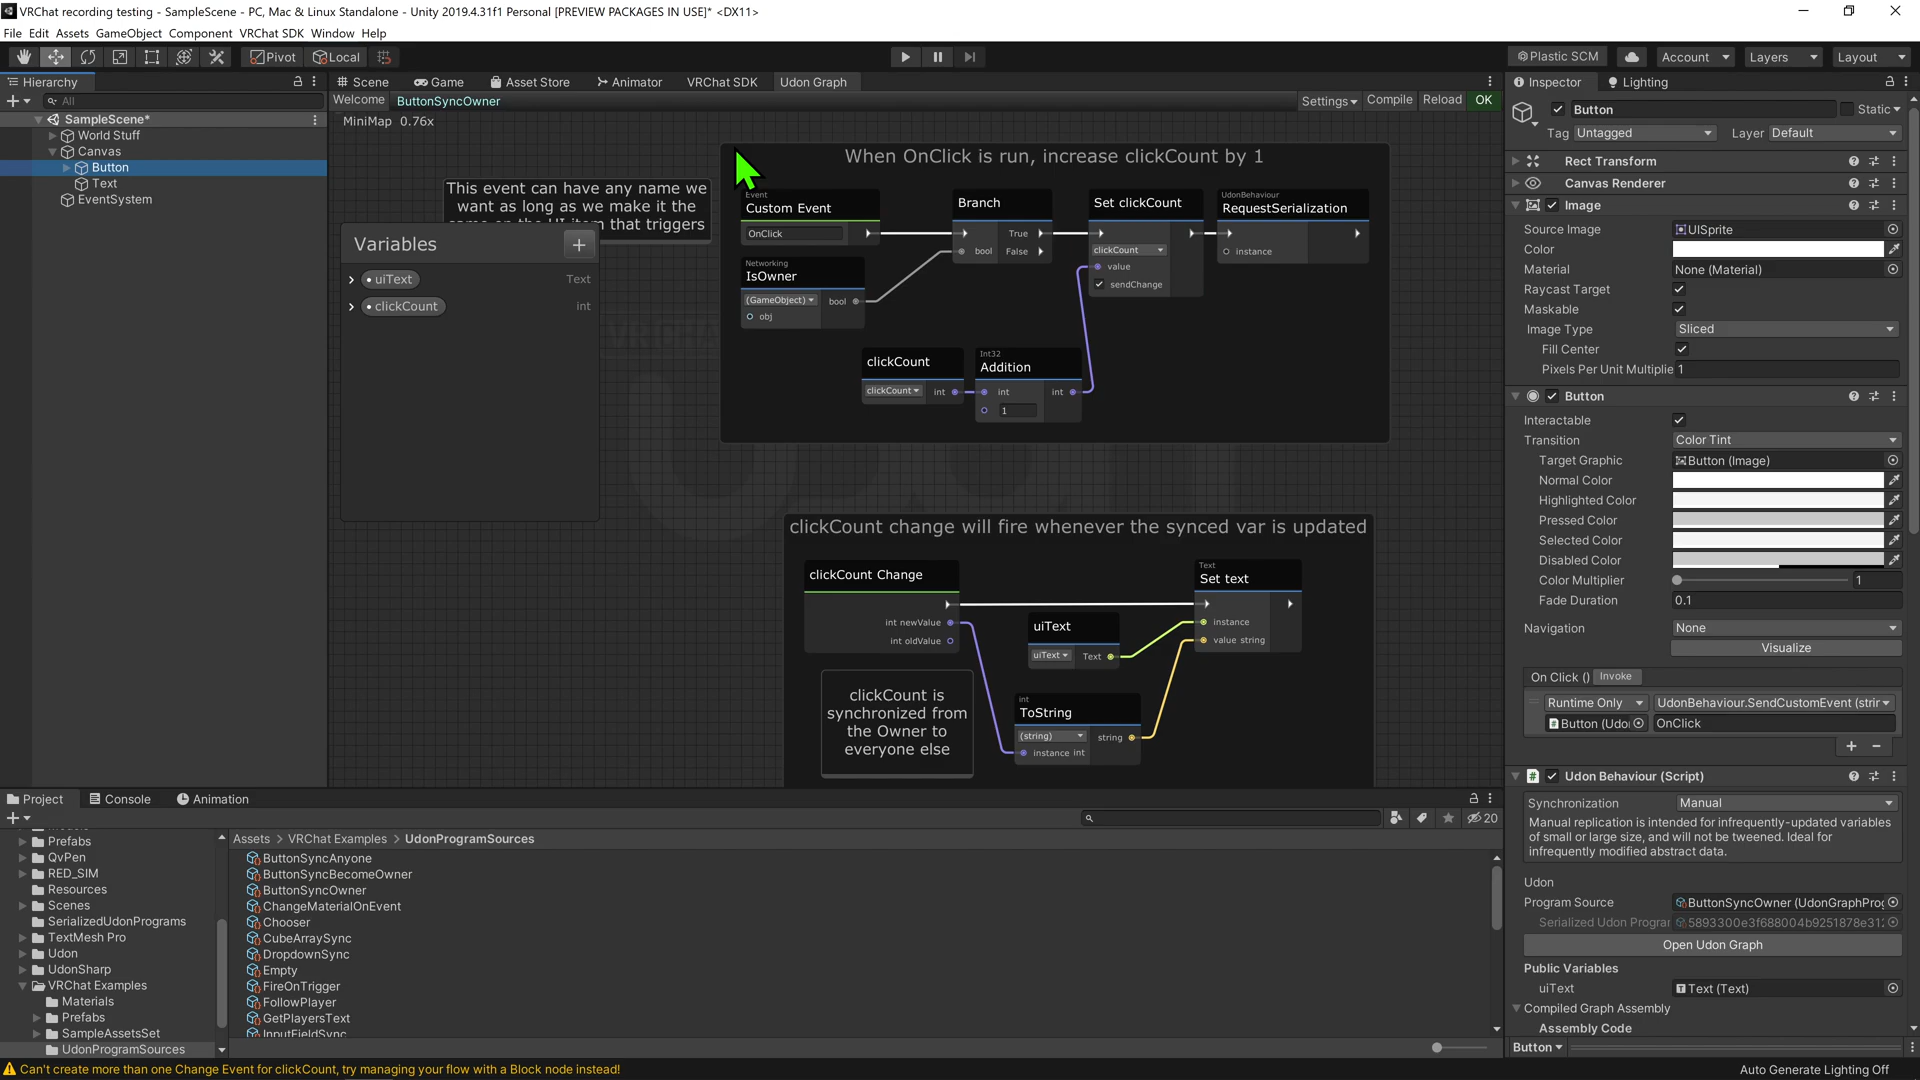 VRChat recording testing - SampleScene - PC, Mac & Linux Standalone - Unity 2019.4.31f1 Personal [PREVIEW PACKAGES IN USE]* <DX11>
File Edit Assets GameObject Component VRChat SDK Window Help
Pivot Local Plastic SCM Account Layers Layout
Hierarchy
All
SampleScene*
World Stuff
Canvas
Button
Text
EventSystem
Scene Game Asset Store Animator VRChat SDK Udon Graph
Welcome ButtonSyncOwner Settings Compile Reload OK
MiniMap 0.76x
This event can have any name we
want as long as we make it the
that triggers
Variables +
uiText Text
clickCount int
When OnClick is run, increase clickCount by 1
Event
Custom Event
OnClick
Networking
IsOwner
(GameObject) bool
obj
Branch
True
bool False
Set clickCount
clickCount
value
sendChange
UdonBehaviour
RequestSerialization
instance
clickCount
clickCount int
Int32
Addition
int int
1
clickCount change will fire whenever the synced var is updated
clickCount Change
int newValue
int oldValue
uiText
uiText Text
Text
Set text
instance
value string
clickCount is
synchronized from
the Owner to
everyone else
int
ToString
(string) string
instance int
Project Console Animation
20
Prefabs
QvPen
RED_SIM
Resources
Scenes
SerializedUdonPrograms
TextMesh Pro
Udon
UdonSharp
VRChat Examples
Materials
Prefabs
SampleAssetsSet
UdonProgramSources
Assets > VRChat Examples > UdonProgramSources
ButtonSyncAnyone
ButtonSyncBecomeOwner
ButtonSyncOwner
ChangeMaterialOnEvent
Chooser
CubeArraySync
DropdownSync
Empty
FireOnTrigger
FollowPlayer
GetPlayersText
InputFieldSync
Inspector Lighting
Button Static
Tag Untagged Layer Default
Rect Transform
Canvas Renderer
Image
Source Image UISprite
Color
Material None (Material)
Raycast Target
Maskable
Image Type Sliced
Fill Center
Pixels Per Unit Multiplie 1
Button
Interactable
Transition Color Tint
Target Graphic Button (Image)
Normal Color
Highlighted Color
Pressed Color
Selected Color
Disabled Color
Color Multiplier 1
Fade Duration 0.1
Navigation None
Visualize
On Click () Invoke
Runtime Only UdonBehaviour.SendCustomEvent (strin
Button (Udo OnClick
+ −
Udon Behaviour (Script)
Synchronization Manual
Manual replication is intended for infrequently-updated variables
of small or large size, and will not be tweened. Ideal for
infrequently modified abstract data.
Udon
Program Source ButtonSyncOwner (UdonGraphProg
Serialized Udon Program
Open Udon Graph
Public Variables
uiText Text (Text)
Compiled Graph Assembly
Assembly Code
Button
Can't create more than one Change Event for clickCount, try managing your flow with a Block node instead!
Auto Generate Lighting Off